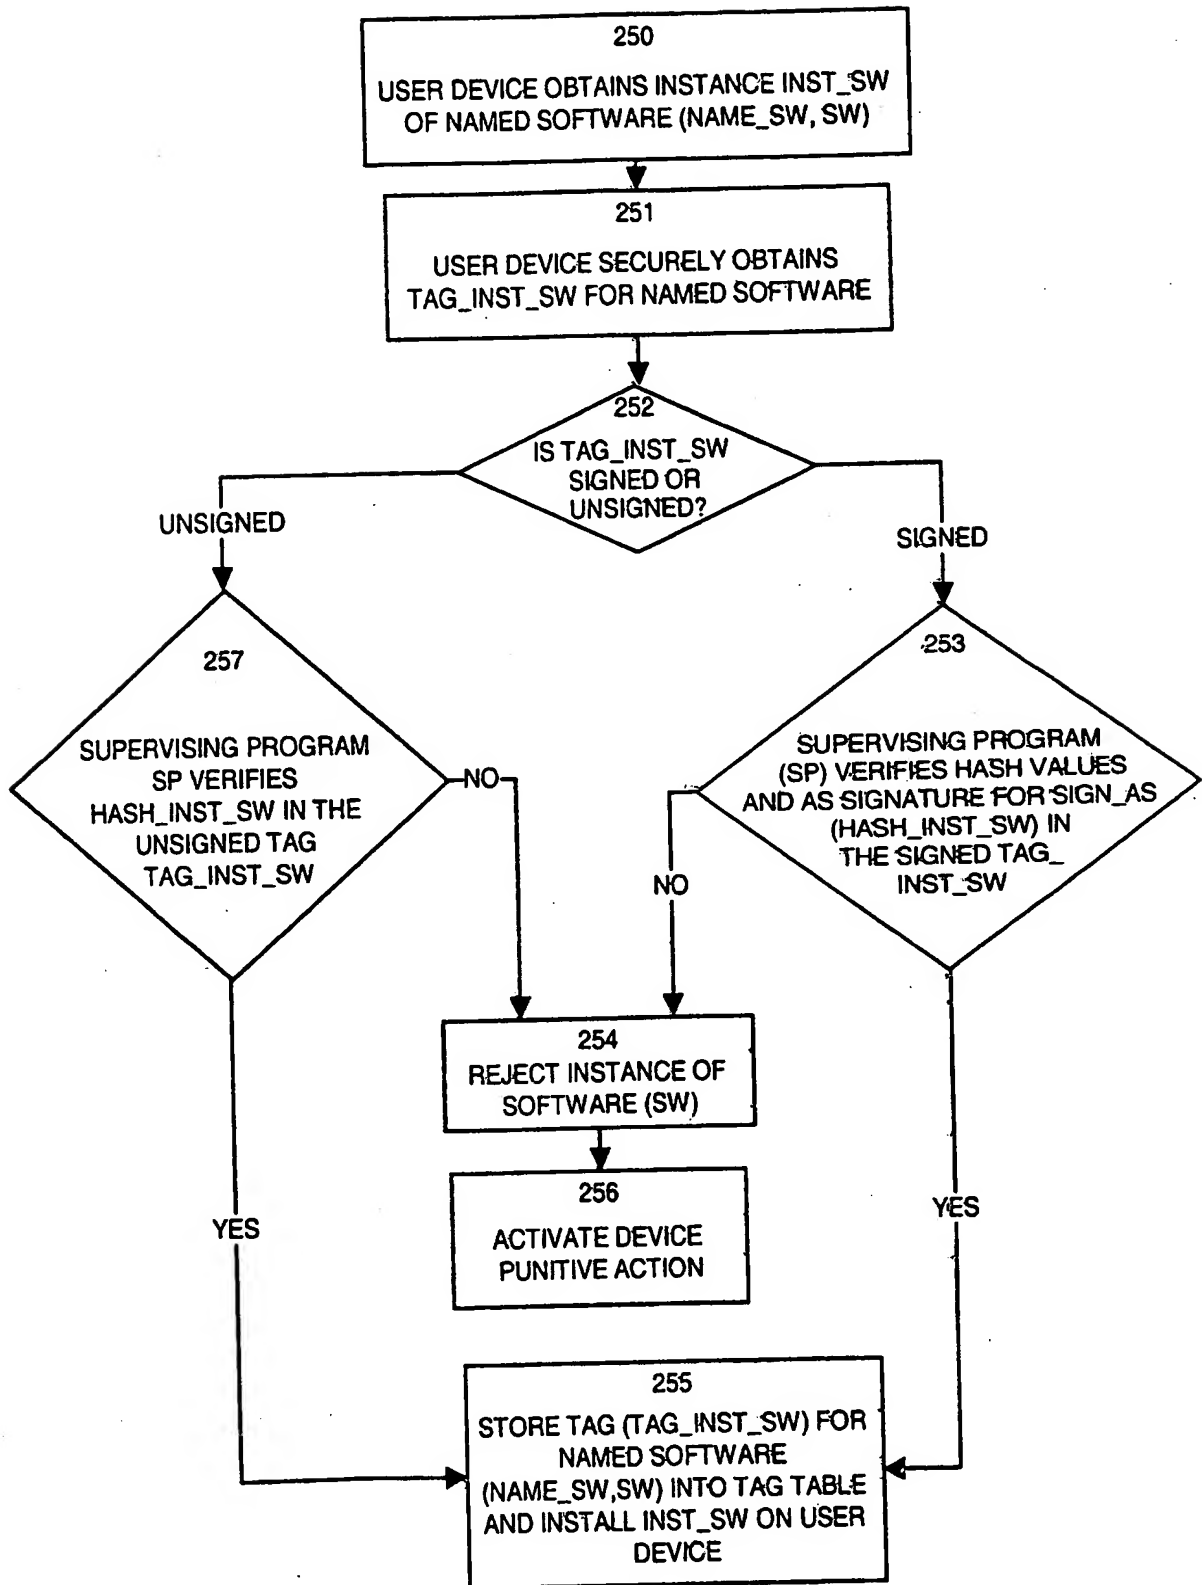 250
USER DEVICE OBTAINS INSTANCE INST_SW
OF NAMED SOFTWARE (NAME_SW, SW)
251
USER DEVICE SECURELY OBTAINS
TAG_INST_SW FOR NAMED SOFTWARE
252
IS TAG_INST_SW
SIGNED OR
UNSIGNED?
UNSIGNED
SIGNED
257
SUPERVISING PROGRAM
SP VERIFIES
HASH_INST_SW IN THE
UNSIGNED TAG
TAG_INST_SW
NO
253
SUPERVISING PROGRAM
(SP) VERIFIES HASH VALUES
AND AS SIGNATURE FOR SIGN_AS
(HASH_INST_SW) IN
THE SIGNED TAG_
INST_SW
NO
254
REJECT INSTANCE OF
SOFTWARE (SW)
256
ACTIVATE DEVICE
PUNITIVE ACTION
YES
YES
255
STORE TAG (TAG_INST_SW) FOR
NAMED SOFTWARE
(NAME_SW,SW) INTO TAG TABLE
AND INSTALL INST_SW ON USER
DEVICE